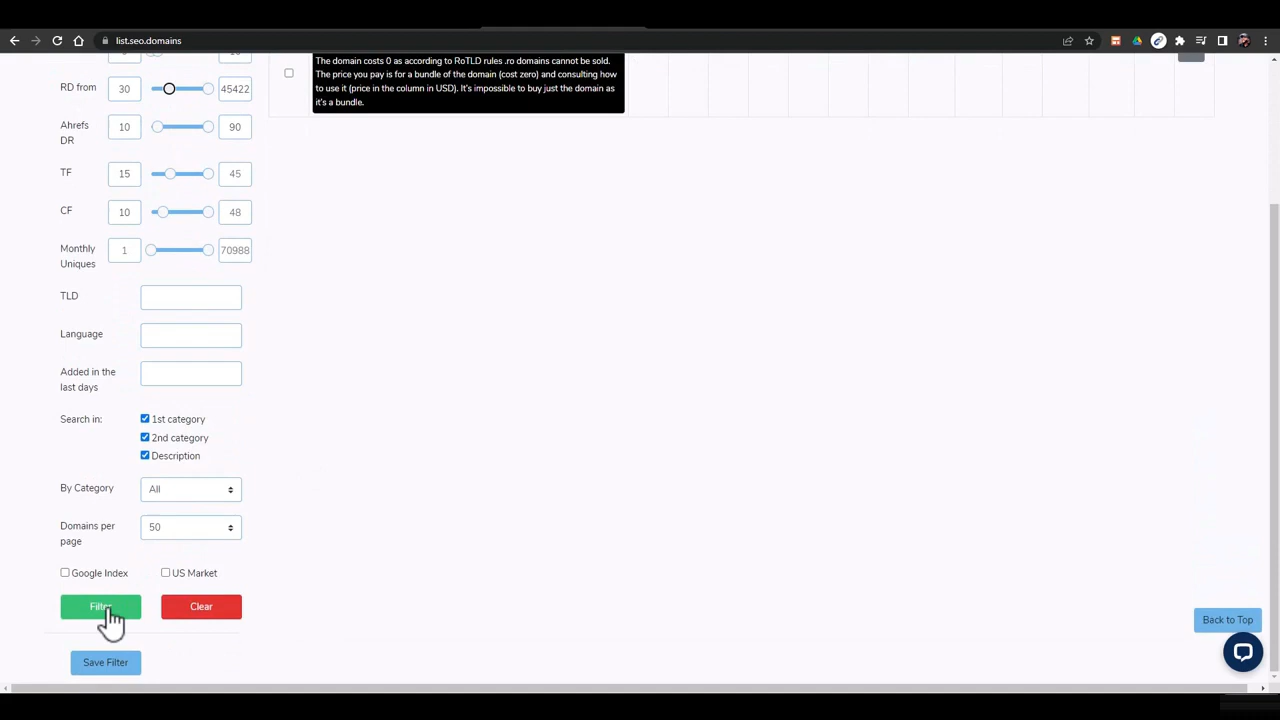 list.seo.domains
RD from 30 45422
Ahrefs
DR 10 90
TF 15 45
CF 10 48
Monthly
Uniques 1 70988
TLD
Language
Added in the
last days
Search in: 1st category
2nd category
Description
By Category All
Domains per
page 50
Google Index US Market
Filter Clear
Save Filter
The domain costs 0 as according to RoTLD rules .ro domains cannot be sold.
The price you pay is for a bundle of the domain (cost zero) and consulting how
to use it (price in the column in USD). It's impossible to buy just the domain as
it's a bundle.
Back to Top